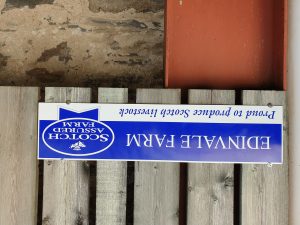 EDINVALE FARM
Proud to produce Scotch livestock
SCOTCH
ASSURED
FARM